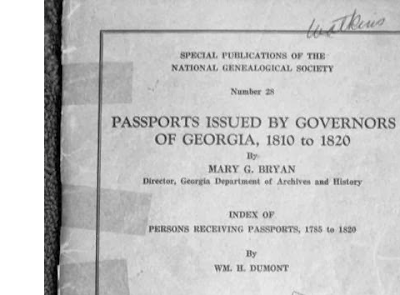 Watkins
SPECIAL PUBLICATIONS OF THE
NATIONAL GENEALOGICAL SOCIETY
Number 28
PASSPORTS ISSUED BY GOVERNORS
OF GEORGIA, 1810 to 1820
By
MARY G. BRYAN
Director, Georgia Department of Archives and History
INDEX OF
PERSONS RECEIVING PASSPORTS, 1785 to 1820
By
WM. H. DUMONT